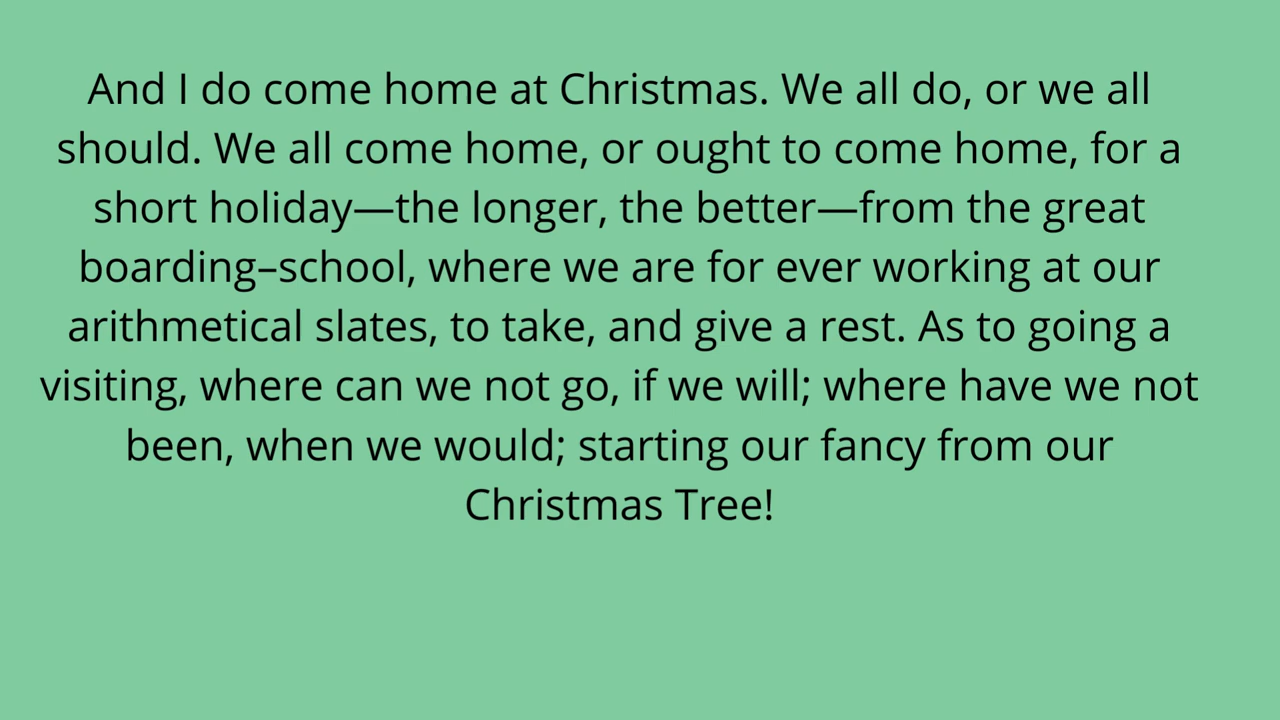 And I do come home at Christmas. We all do, or we all
should. We all come home, or ought to come home, for a
short holiday—the longer, the better—from the great
boarding–school, where we are for ever working at our
arithmetical slates, to take, and give a rest. As to going a
visiting, where can we not go, if we will; where have we not
been, when we would; starting our fancy from our
Christmas Tree!